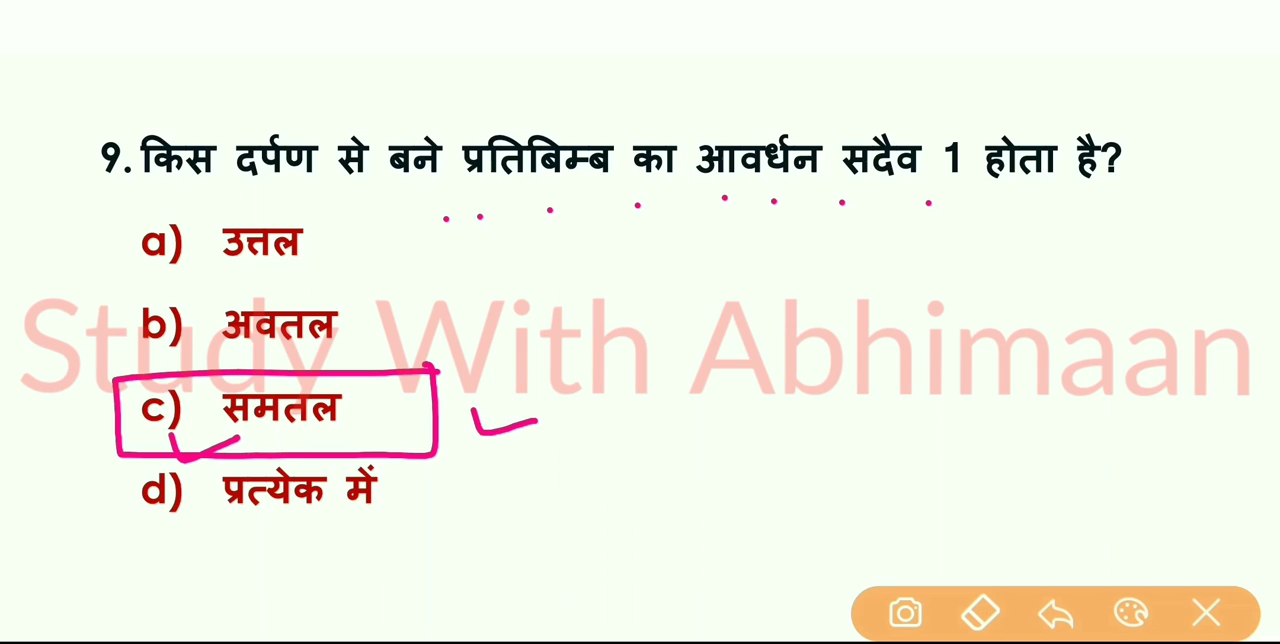 9. किस दर्पण से बने प्रतिबिम्ब का आवर्धन सदैव 1 होता है?
a) उत्तल
b) अवतल
Study With Abhimaan
c) समतल
d) प्रत्येक में